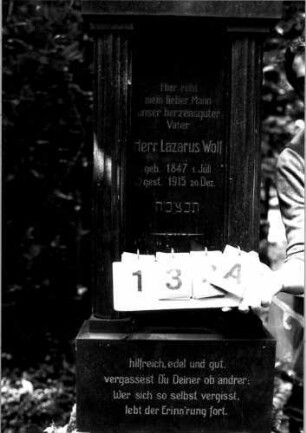 Hier ruht
mein lieber Mann
unser herzensguter
Vater
Herr Lazarus Wolf
geb. 1847 1 Juli
gest. 1915 20 Dez.
תנצבה
13 4
hilfreich, edel und gut,
vergassest Du Deiner ob andrer;
Wer sich so selbst vergisst,
lebt der Erinn'rung fort.